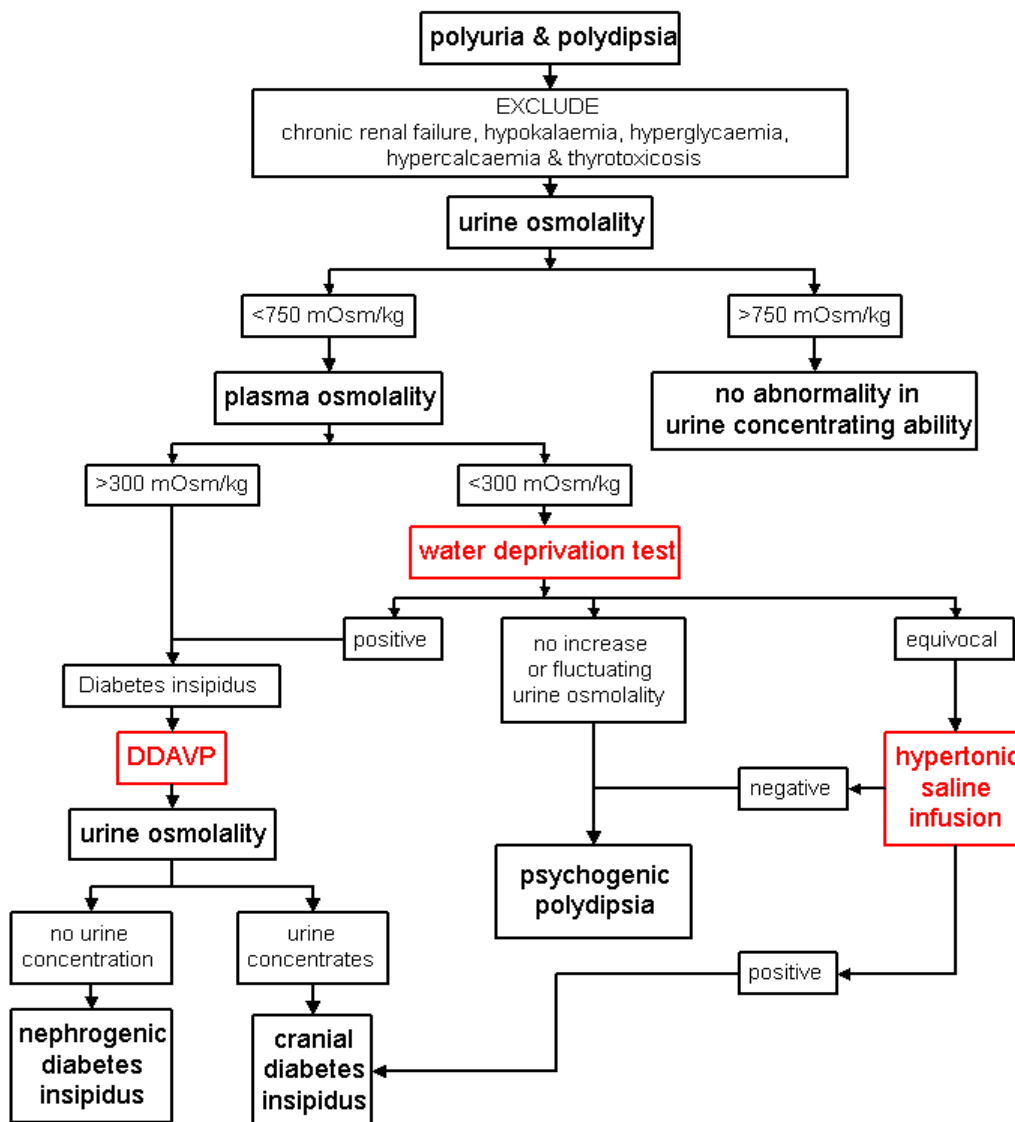 polyuria & polydipsia
EXCLUDE
chronic renal failure, hypokalaemia, hyperglycaemia,
hypercalcaemia & thyrotoxicosis
urine osmolality
<750 mOsm/kg
>750 mOsm/kg
plasma osmolality
no abnormality in
urine concentrating ability
>300 mOsm/kg
<300 mOsm/kg
water deprivation test
positive
no increase
or fluctuating
urine osmolality
equivocal
Diabetes insipidus
DDAVP
hypertonic
saline
infusion
negative
urine osmolality
psychogenic
polydipsia
no urine
concentration
urine
concentrates
positive
nephrogenic
diabetes
insipidus
cranial
diabetes
insipidus